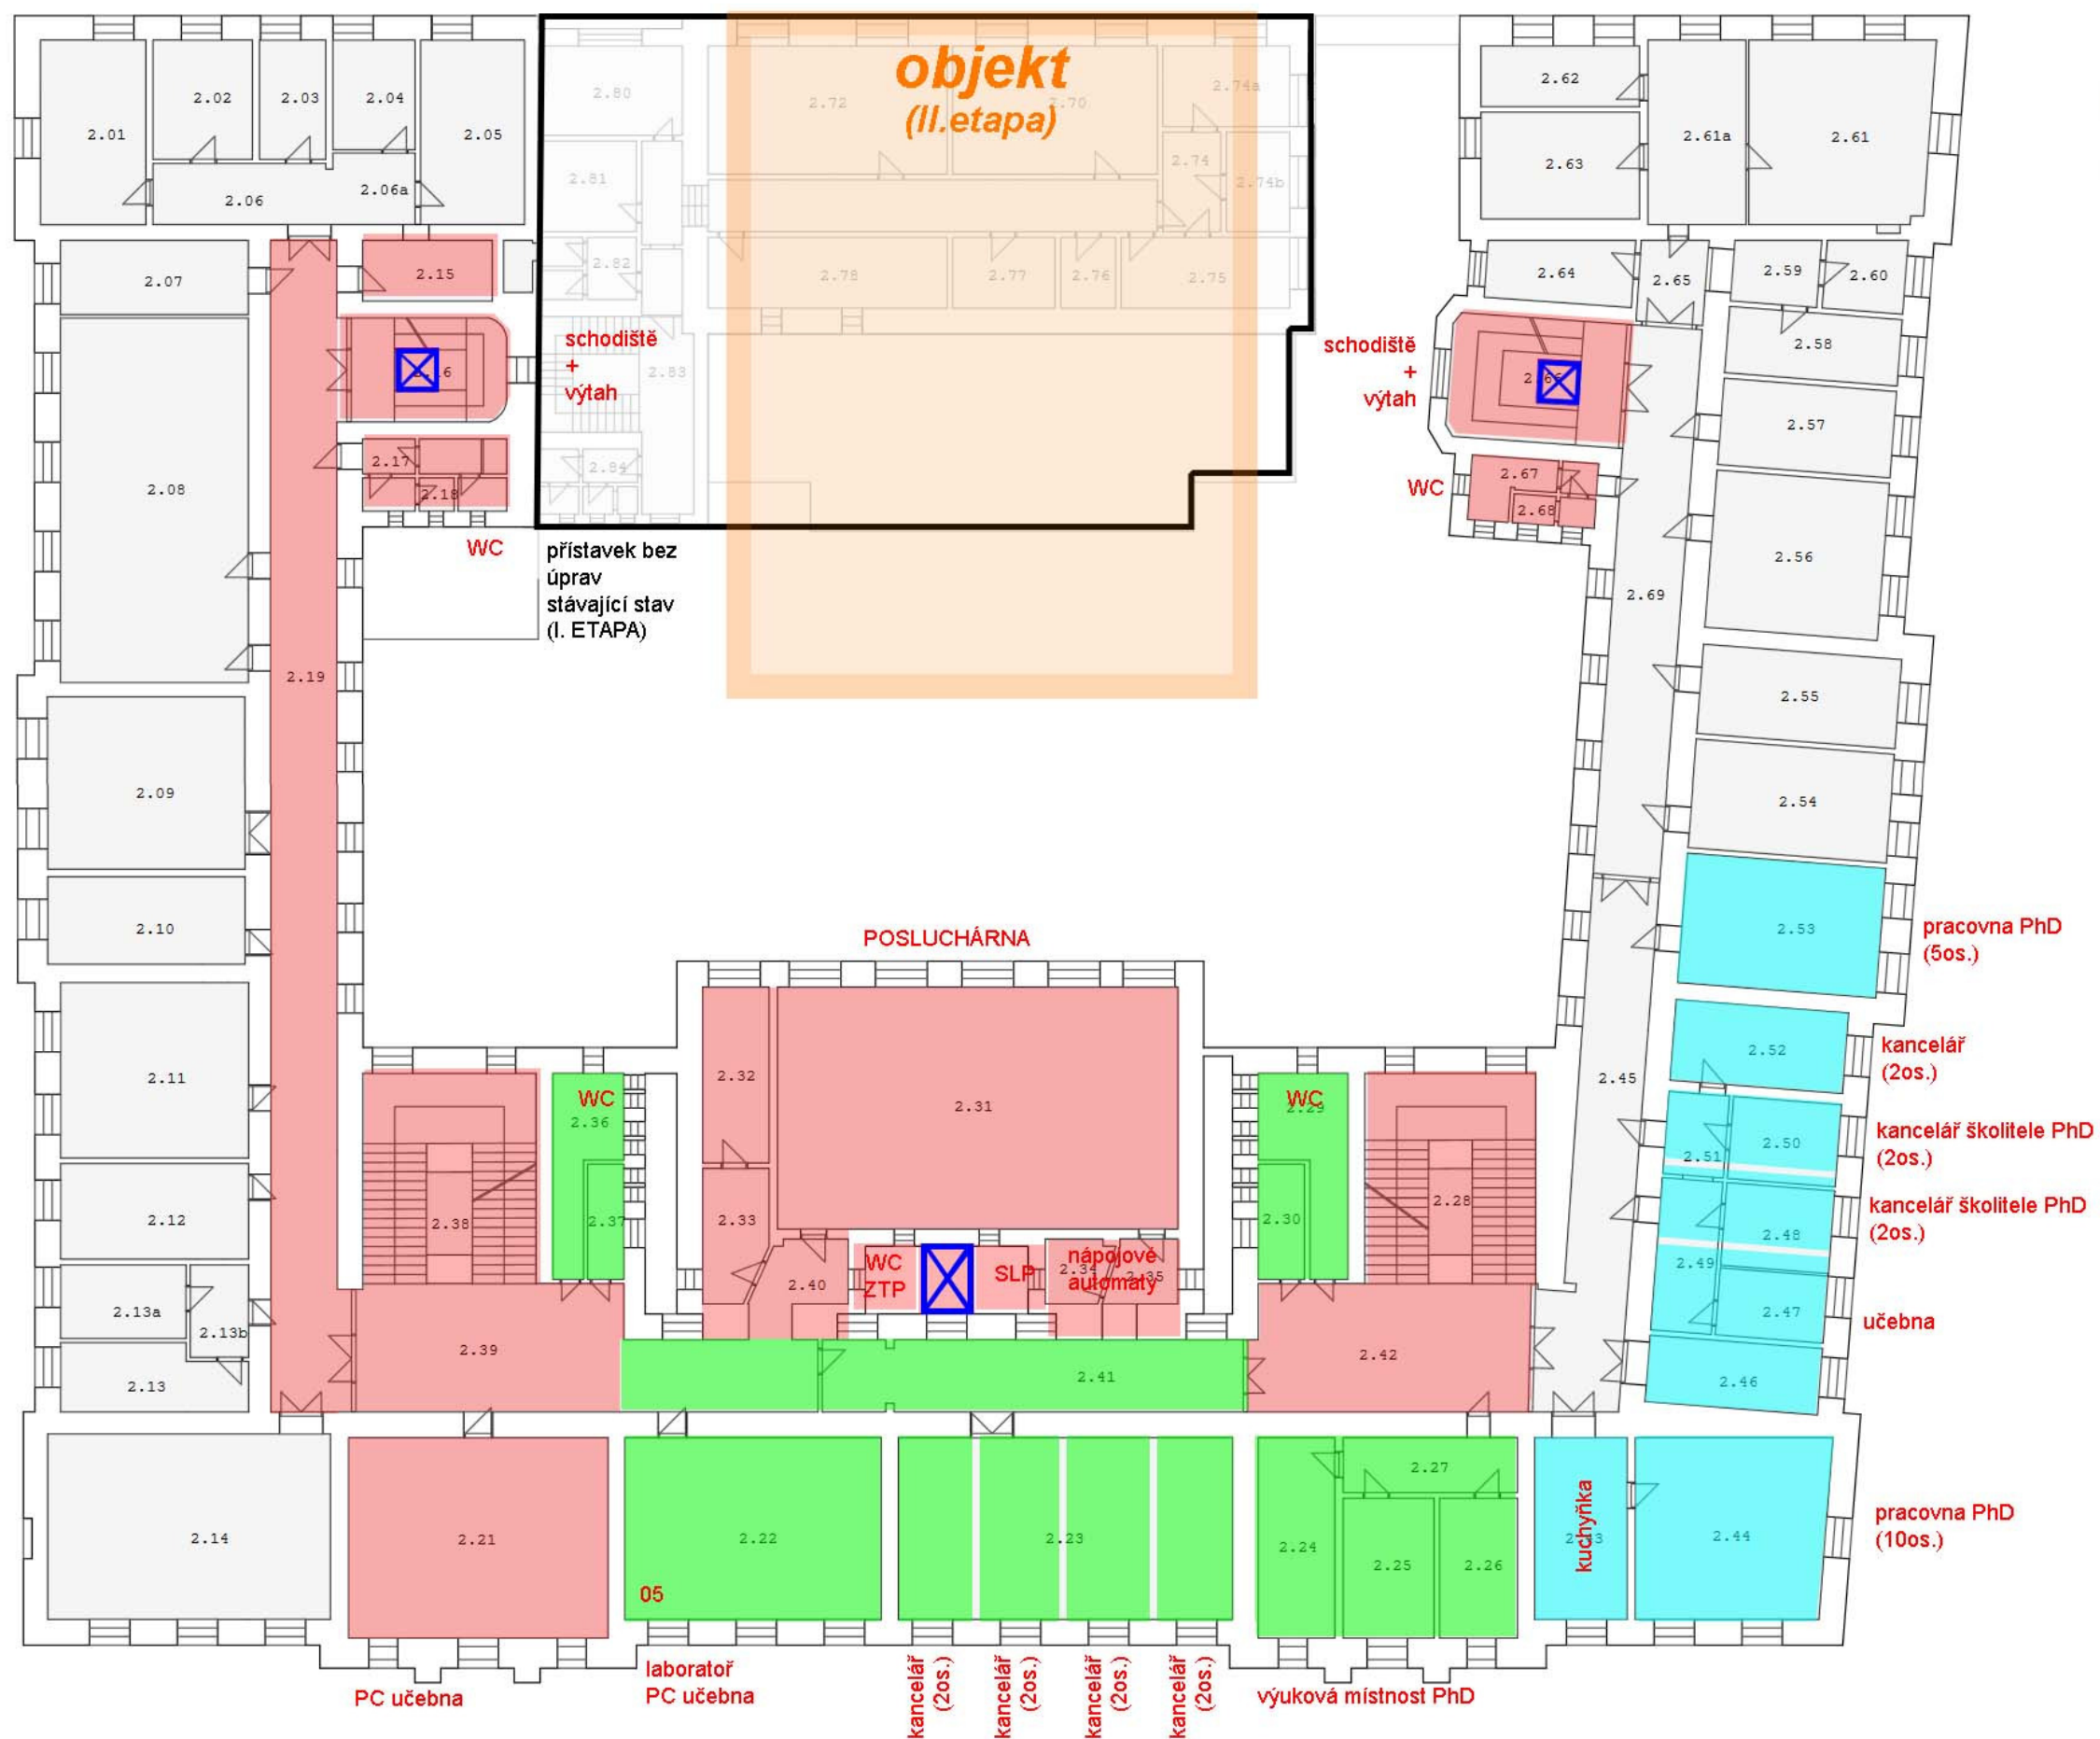 objekt
(II.etapa)
2.01
2.02
2.03
2.04
2.05
2.06
2.06a
2.80
2.72
2.70
2.74a
2.81
2.74
2.74b
2.82
2.78
2.77
2.76
2.75
2.83
2.84
2.62
2.63
2.61a
2.61
2.64
2.65
2.59
2.60
2.58
2.57
2.56
2.55
2.54
2.53
2.66
2.67
2.68
2.69
2.07
2.15
2.08
2.17
2.18
2.19
schodiště
+
výtah
schodiště
+
výtah
WC
WC
přístavek bez
úprav
stávající stav
(I. ETAPA)
2.09
2.10
2.11
2.12
2.13a
2.13b
2.13
2.14
POSLUCHÁRNA
2.32
2.31
2.33
2.40
WC
ZTP
SLP
nápojové
automaty
2.34
2.35
WC
2.36
2.37
2.38
2.39
2.41
WC
2.29
2.30
2.28
2.42
2.45
pracovna PhD
(5os.)
2.52
kancelář
(2os.)
2.51
2.50
kancelář školitele PhD
(2os.)
2.49
2.48
kancelář školitele PhD
(2os.)
2.47
učebna
2.46
2.21
2.22
05
2.23
2.24
2.25
2.26
2.27
kuchyňka
2.44
pracovna PhD
(10os.)
PC učebna
laboratoř
PC učebna
kancelář
(2os.)
kancelář
(2os.)
kancelář
(2os.)
kancelář
(2os.)
výuková místnost PhD